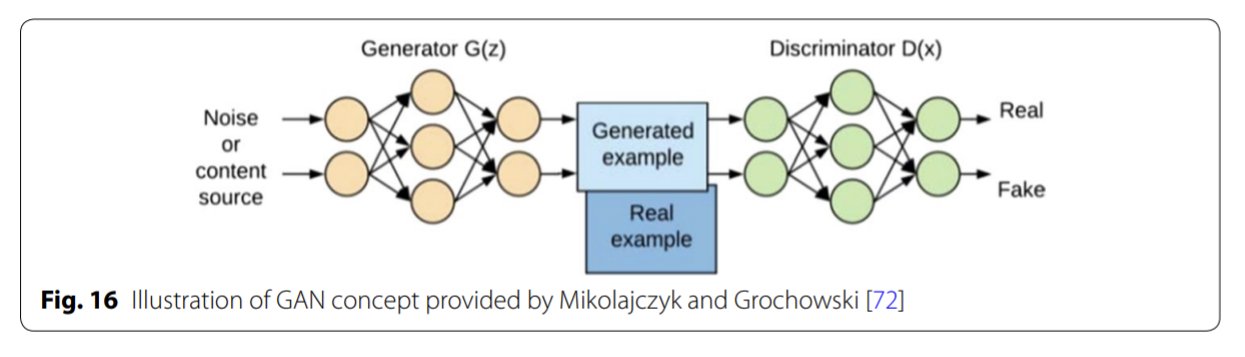 Generator G(z)
Discriminator D(x)
Noise
or
content
source
Generated
example
Real
example
Real
Fake
Fig. 16 Illustration of GAN concept provided by Mikolajczyk and Grochowski [72]